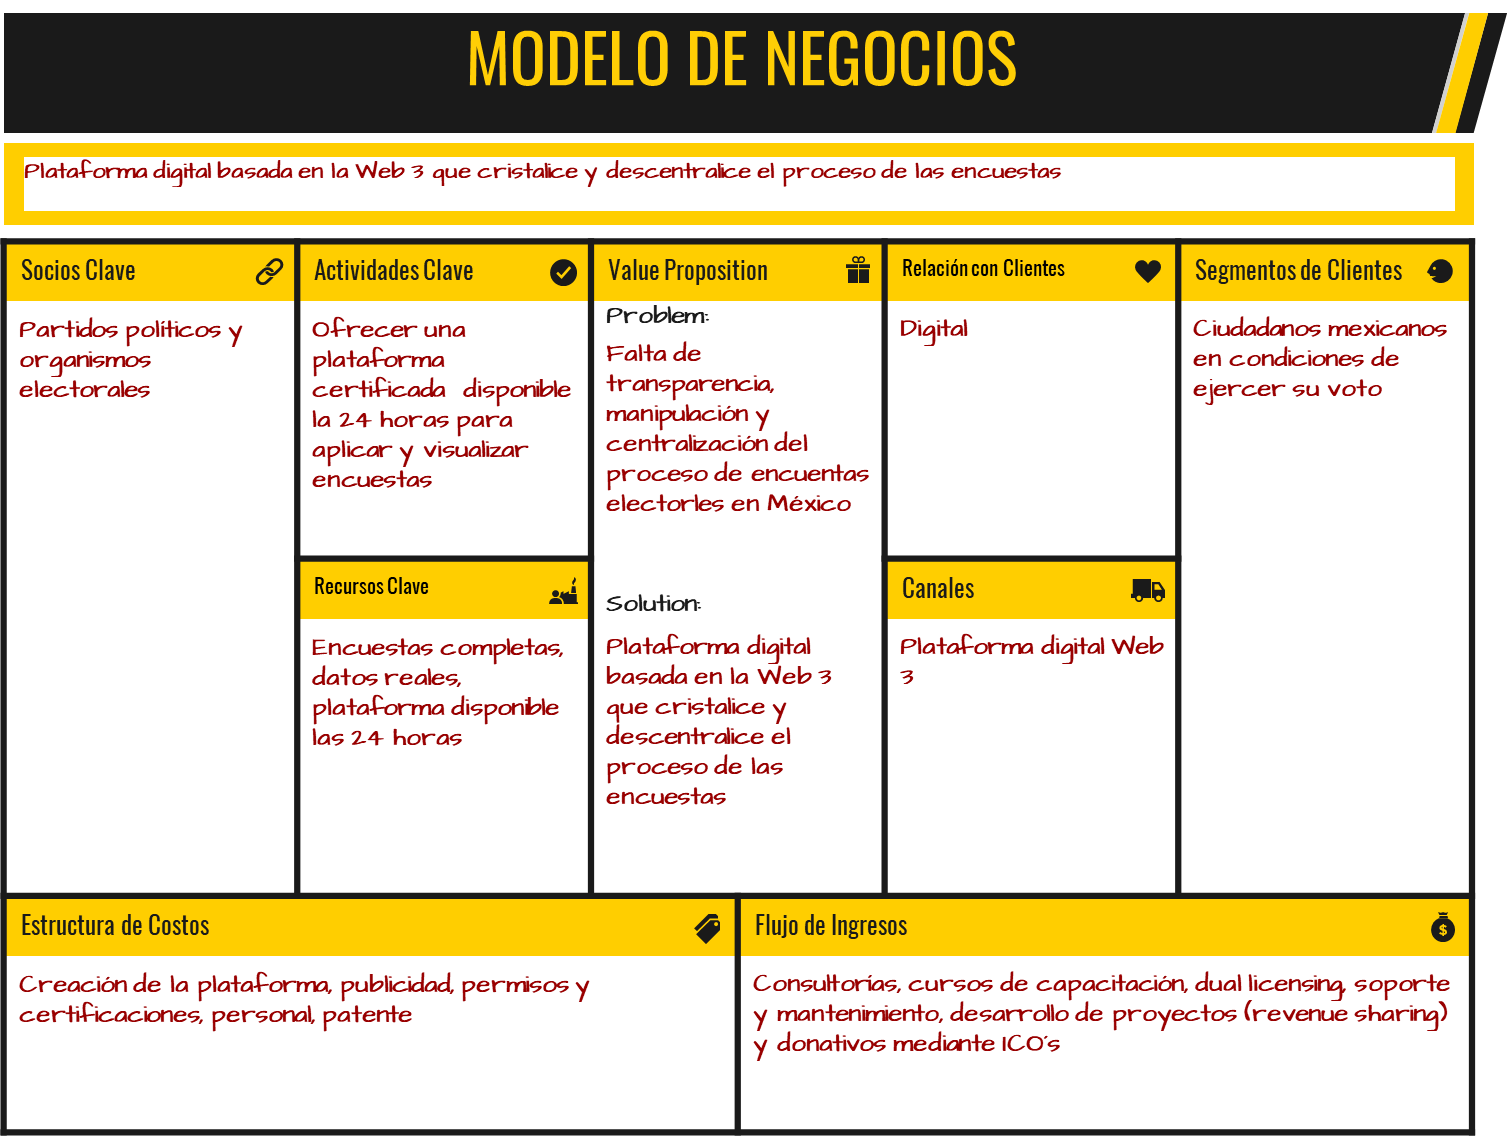 MODELO DE NEGOCIOS
Plataforma digital basada en la Web 3 que cristalice y descentralice el proceso de las encuestas
Socios Clave
Partidos políticos y
organismos
electorales
Actividades Clave
Ofrecer una
plataforma
certificada disponible
la 24 horas para
aplicar y visualizar
encuestas
Recursos Clave
Encuestas completas,
datos reales,
plataforma disponible
las 24 horas
Value Proposition
Problem:
Falta de
transparencia,
manipulación y
centralización del
proceso de encuentas
electorles en México
Solution:
Plataforma digital
basada en la Web 3
que cristalice y
descentralice el
proceso de las
encuestas
Relación con Clientes
Digital
Canales
Plataforma digital Web
3
Segmentos de Clientes
Ciudadanos mexicanos
en condiciones de
ejercer su voto
Estructura de Costos
Creación de la plataforma, publicidad, permisos y
certificaciones, personal, patente
Flujo de Ingresos
Consultorías, cursos de capacitación, dual licensing, soporte
y mantenimiento, desarrollo de proyectos (revenue sharing)
y donativos mediante ICO's